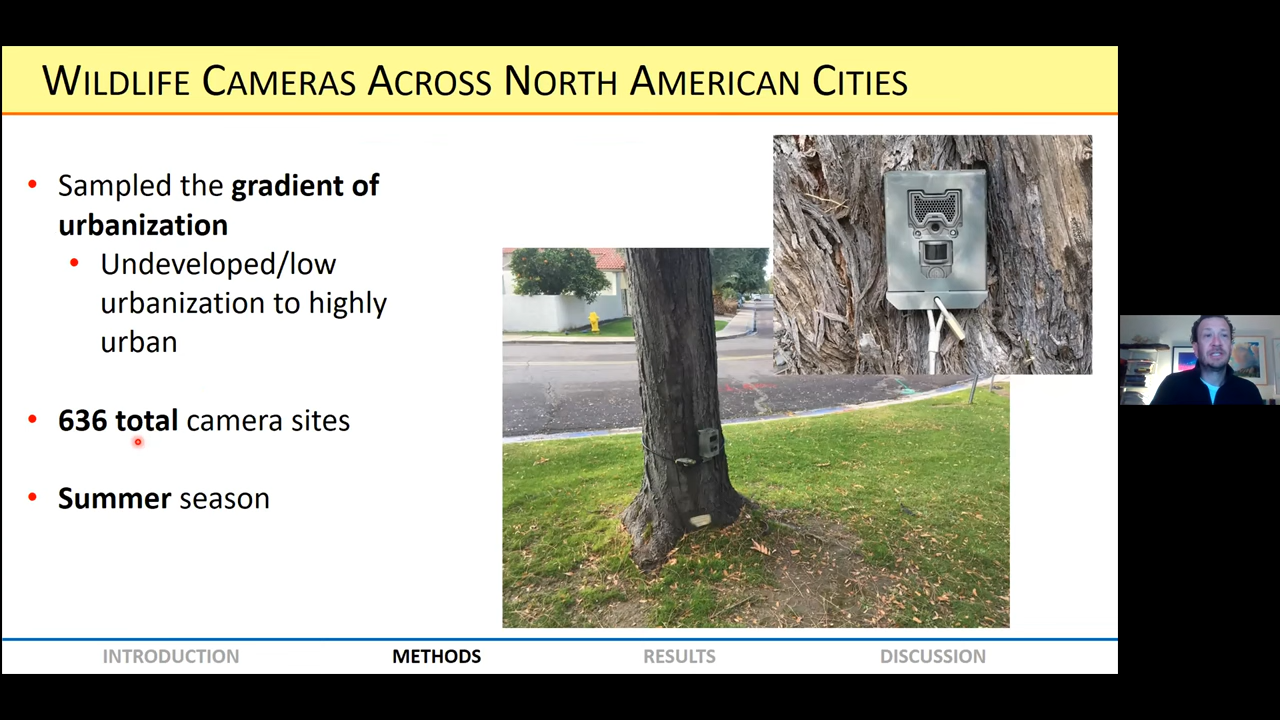 WILDLIFE CAMERAS ACROSS NORTH AMERICAN CITIES
• Sampled the gradient of
urbanization
• Undeveloped/low
urbanization to highly
urban
• 636 total camera sites
• Summer season
INTRODUCTION
METHODS
RESULTS
DISCUSSION